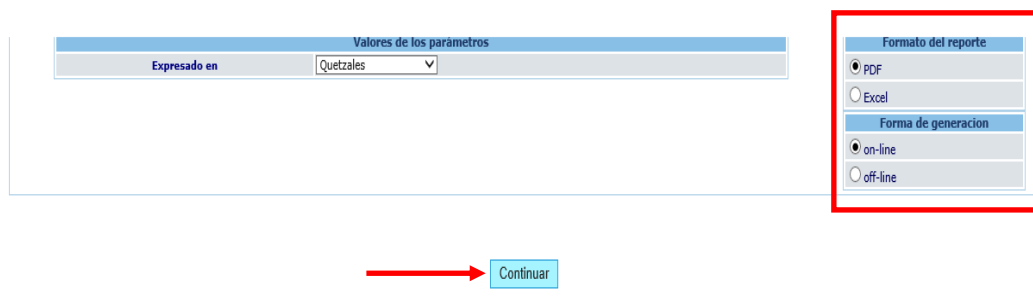 Valores de los parámetros
Expresado en Quetzales
Formato del reporte
PDF
Excel
Forma de generacion
on-line
off-line
Continuar